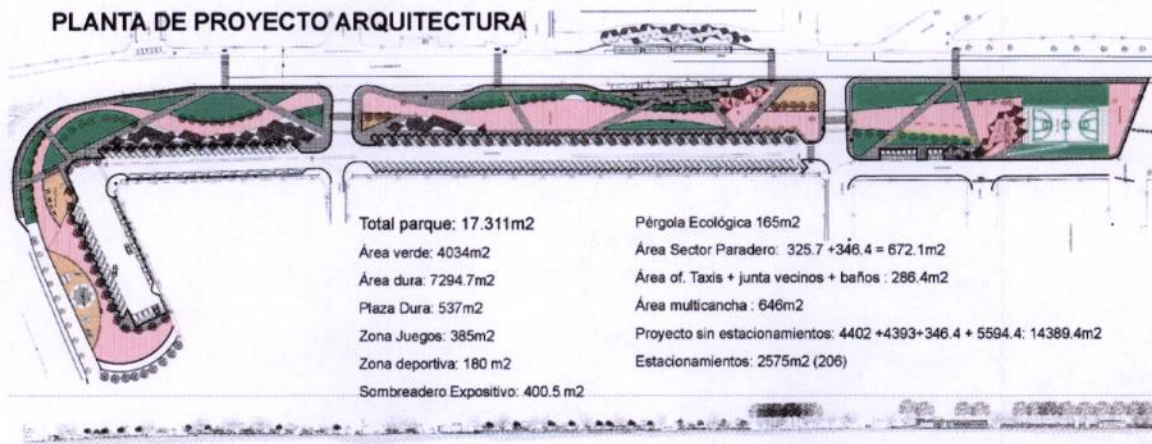 PLANTA DE PROYECTO ARQUITECTURA
Total parque: 17.311m2
Área verde: 4034m2
Área dura: 7294.7m2
Plaza Dura: 537m2
Zona Juegos: 385m2
Zona deportiva: 180 m2
Sombreadero Expositivo: 400.5 m2
Pérgola Ecológica 165m2
Área Sector Paradero: 325.7 +346.4 = 672.1m2
Área of. Taxis + junta vecinos + baños : 286.4m2
Área multicancha : 646m2
Proyecto sin estacionamientos: 4402 +4393+346.4 + 5594.4: 14389.4m2
Estacionamientos: 2575m2 (206)